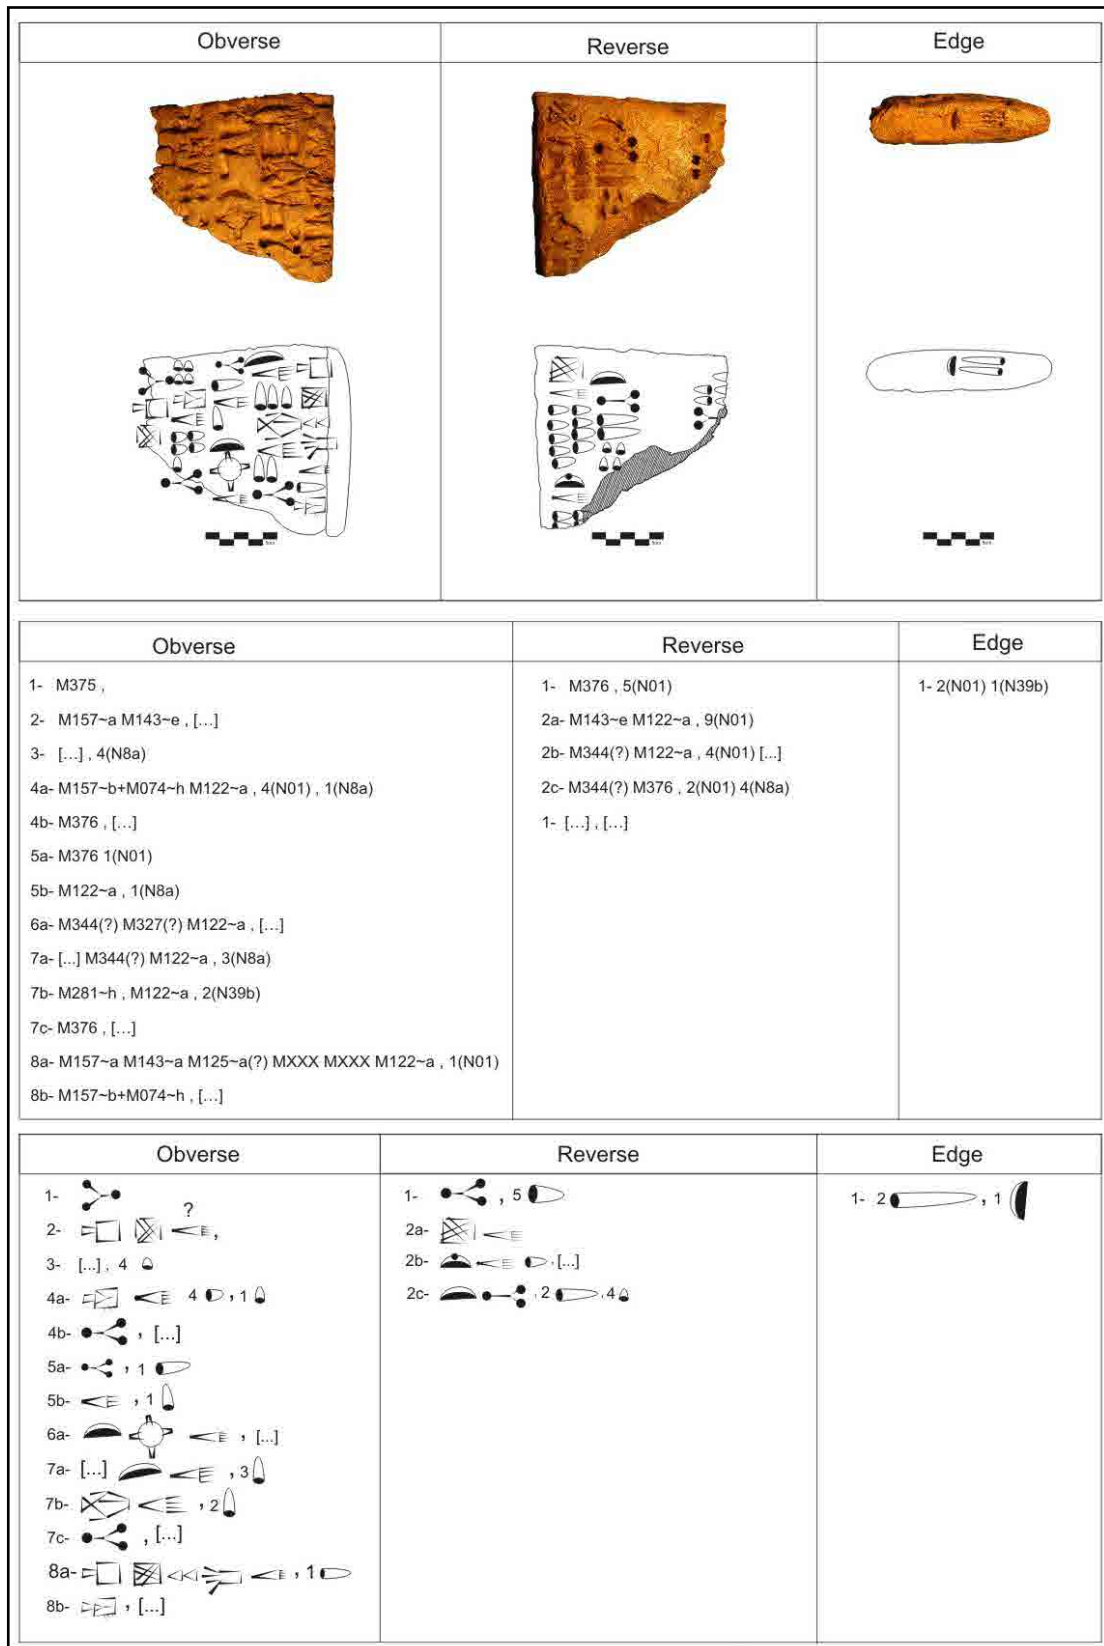 Obverse
Reverse
Edge
Obverse
Reverse
Edge
1- M375 ,
2- M157~a M143~e , [...]
3- [...] , 4(N8a)
4a- M157~b+M074~h M122~a , 4(N01) , 1(N8a)
4b- M376 , [...]
5a- M376 1(N01)
5b- M122~a , 1(N8a)
6a- M344(?) M327(?) M122~a , [...]
7a- [...] M344(?) M122~a , 3(N8a)
7b- M281~h , M122~a , 2(N39b)
7c- M376 , [...]
8a- M157~a M143~a M125~a(?) MXXX MXXX M122~a , 1(N01)
8b- M157~b+M074~h , [...]
1- M376 , 5(N01)
2a- M143~e M122~a , 9(N01)
2b- M344(?) M122~a , 4(N01) [...]
2c- M344(?) M376 , 2(N01) 4(N8a)
1- [...] , [...]
1- 2(N01) 1(N39b)
Obverse
Reverse
Edge
1-
2- ? ,
3- [...] , 4
4a- 4 , 1
4b- , [...]
5a- , 1
5b- , 1
6a- , [...]
7a- [...] , 3
7b- , 2
7c- , [...]
8a- , 1
8b- , [...]
1- , 5
2a-
2b- , [...]
2c- , 2 , 4
1- 2 , 1